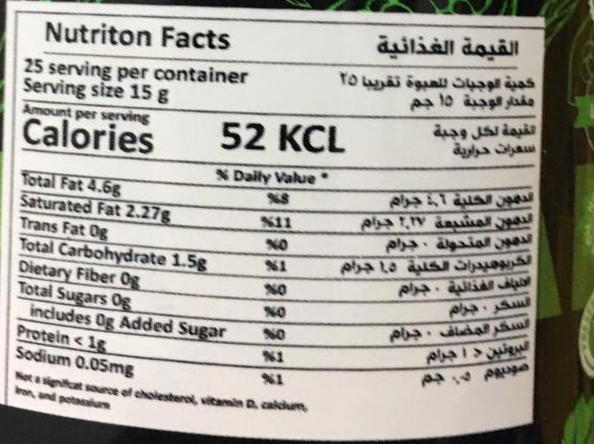 Nutriton Facts
القيمة الغذائية
25 serving per container
كمية الوجبات للعبوة تقريبا ٢٥
Serving size 15 g
مقدار الوجبة ١٥ جم
Amount per serving
القيمة لكل وجبة
Calories 52 KCL
سعرات حرارية
% Daily Value *
Total Fat 4.6g %8 الدهون الكلية ٤,٦ جرام
Saturated Fat 2.27g %11 الدهون المشبعة ٢,٢٧ جرام
Trans Fat 0g %0 الدهون المتحولة ٠ جرام
Total Carbohydrate 1.5g %1 الكربوهيدرات الكلية ١,٥ جرام
Dietary Fiber 0g %0 الالياف الغذائية ٠ جرام
Total Sugars 0g %0 السكر ٠ جرام
includes 0g Added Sugar %0 السكر المضاف ٠ جرام
Protein < 1g %1 البروتين < ١ جرام
Sodium 0.05mg %1 صوديوم ٠,٠٥ جم
Not a signifcat source of cholesterol, vitamin D, calcium,
iron, and potassium